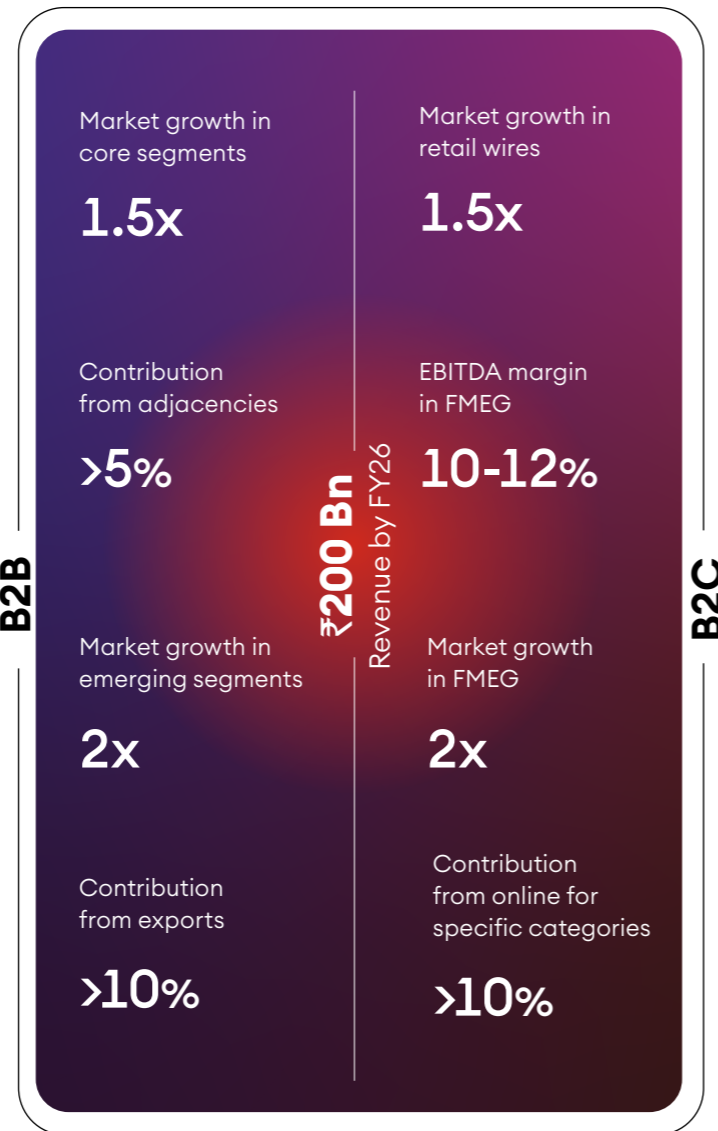 B2B
Market growth in
core segments
1.5x
Contribution
from adjacencies
>5%
Market growth in
emerging segments
2x
Contribution
from exports
>10%
₹200 Bn
Revenue by FY26
B2C
Market growth in
retail wires
1.5x
EBITDA margin
in FMEG
10-12%
Market growth
in FMEG
2x
Contribution
from online for
specific categories
>10%